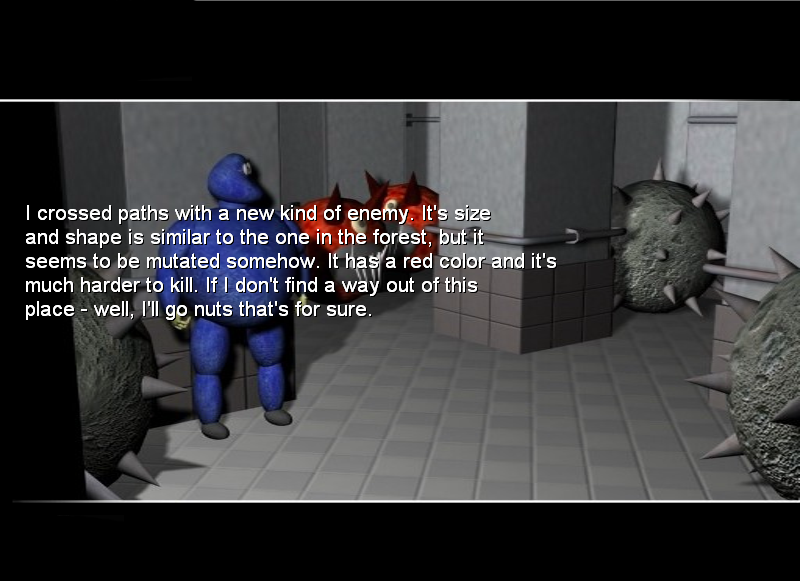 I crossed paths with a new kind of enemy. It's size
and shape is similar to the one in the forest, but it
seems to be mutated somehow. It has a red color and it's
much harder to kill. If I don't find a way out of this
place - well, I'll go nuts that's for sure.